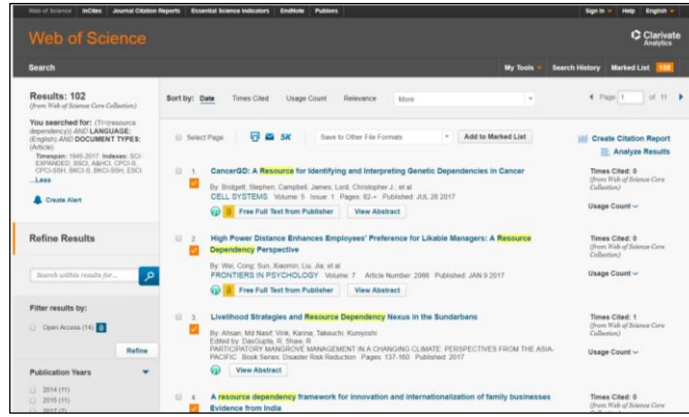 Web of Science InCites Journal Citation Reports Essential Science Indicators EndNote Publons Sign In Help English
Web of Science
Clarivate
Analytics
Search My Tools Search History Marked List
Results: 102
(from Web of Science Core Collection)
You searched for: (TI=(resource
dependency)) AND LANGUAGE:
(English) AND DOCUMENT TYPES:
(Article)
Timespan: 1945-2017. Indexes: SCI-
EXPANDED, SSCI, A&HCI, CPCI-S,
CPCI-SSH, BKCI-S, BKCI-SSH, ESCI.
...Less
Create Alert
Refine Results
Search within results for...
Filter results by:
Open Access (14)
Refine
Publication Years
2014 (11)
2015 (11)
2017 (7)
Sort by: Date Times Cited Usage Count Relevance More
Page 1 of 11
Select Page 5K Save to Other File Formats Add to Marked List
Create Citation Report
Analyze Results
1. CancerGD: A Resource for Identifying and Interpreting Genetic Dependencies in Cancer
By: Bridgett, Stephen; Campbell, James; Lord, Christopher J.; et al.
CELL SYSTEMS Volume: 5 Issue: 1 Pages: 82-+ Published: JUL 26 2017
Free Full Text from Publisher View Abstract
Times Cited: 0
(from Web of Science Core
Collection)
Usage Count
2. High Power Distance Enhances Employees' Preference for Likable Managers: A Resource
Dependency Perspective
By: Wei, Cong; Sun, Xiaomin; Liu, Jia; et al.
FRONTIERS IN PSYCHOLOGY Volume: 7 Article Number: 2066 Published: JAN 9 2017
Free Full Text from Publisher View Abstract
Times Cited: 0
(from Web of Science Core
Collection)
Usage Count
3. Livelihood Strategies and Resource Dependency Nexus in the Sundarbans
By: Ahsan, Md Nasif; Vink, Karina; Takeuchi, Kuniyoshi
Edited by: DasGupta, R; Shaw, R
PARTICIPATORY MANGROVE MANAGEMENT IN A CHANGING CLIMATE: PERSPECTIVES FROM THE ASIA-
PACIFIC Book Series: Disaster Risk Reduction Pages: 137-160 Published: 2017
View Abstract
Times Cited: 1
(from Web of Science Core
Collection)
Usage Count
4. A resource dependency framework for innovation and internationalization of family businesses
Evidence from India
Times Cited: 0
(from Web of Science Core
Collection)